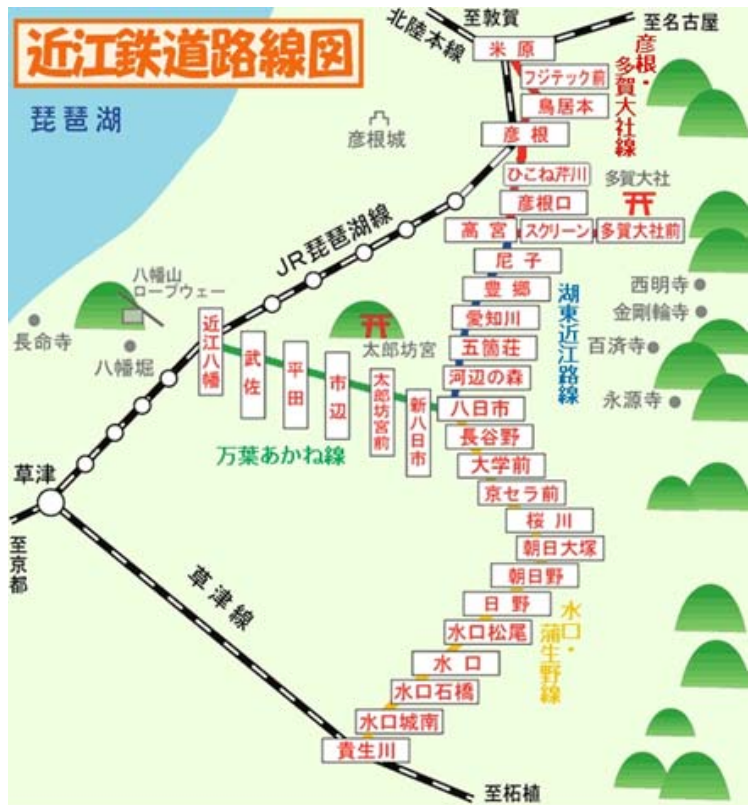 近江鉄道路線図
至敦賀
至名古屋
北陸本線
米原
フジテック前
鳥居本
彦根
ひこね芹川
彦根口
高宮
スクリーン
多賀大社前
多賀大社
彦根・
多賀大社線
琵琶湖
彦根城
JR琵琶湖線
尼子
豊郷
愛知川
五箇荘
河辺の森
八日市
湖東近江路線
西明寺
金剛輪寺
百済寺
永源寺
八幡山
ロープウェー
長命寺
八幡堀
近江八幡
武佐
平田
市辺
太郎坊宮前
新八日市
太郎坊宮
万葉あかね線
長谷野
大学前
京セラ前
桜川
朝日大塚
朝日野
日野
水口松尾
水口
水口石橋
水口城南
貴生川
水口・
蒲生野線
草津
至京都
草津線
至柘植